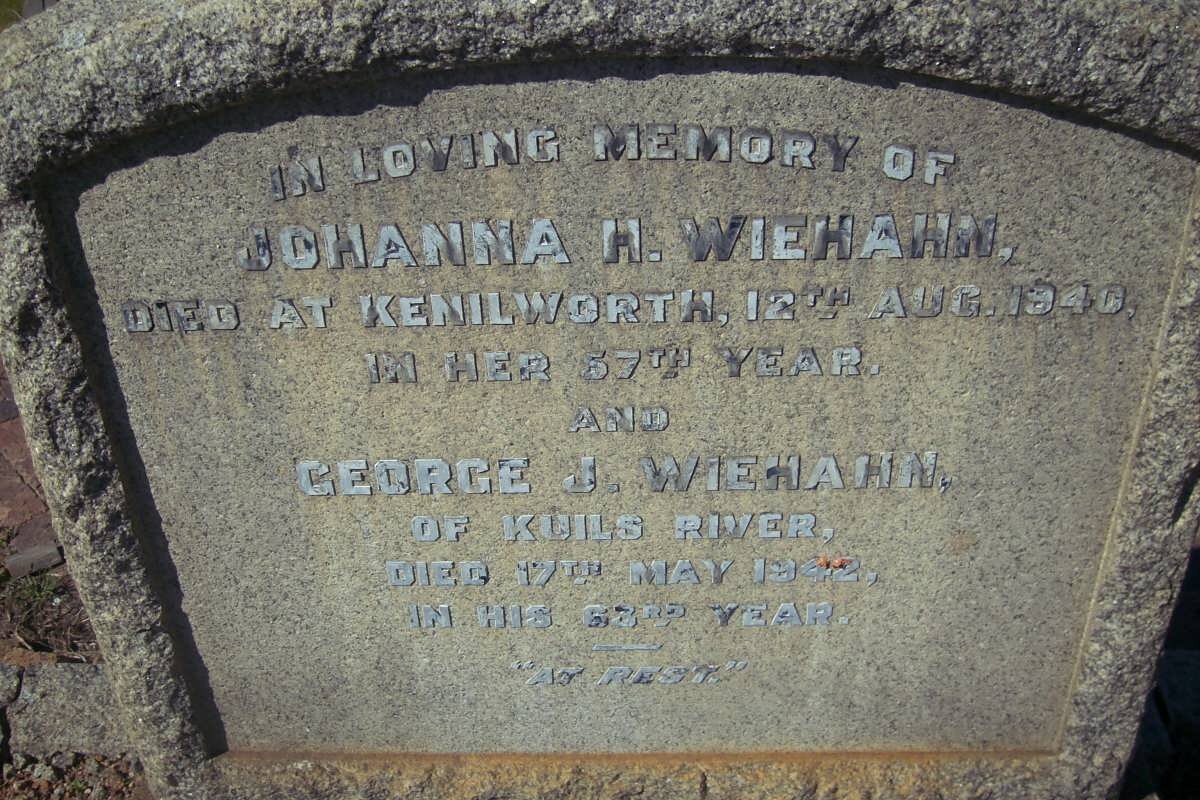 IN LOVING MEMORY OF
JOHANNA H. WIEHAHN,
DIED AT KENILWORTH, 12TH AUG. 1940,
IN HER 57TH YEAR.
AND
GEORGE J. WIEHAHN,
OF KUILS RIVER,
DIED 17TH MAY 1942,
IN HIS 63RD YEAR.
"AT REST."